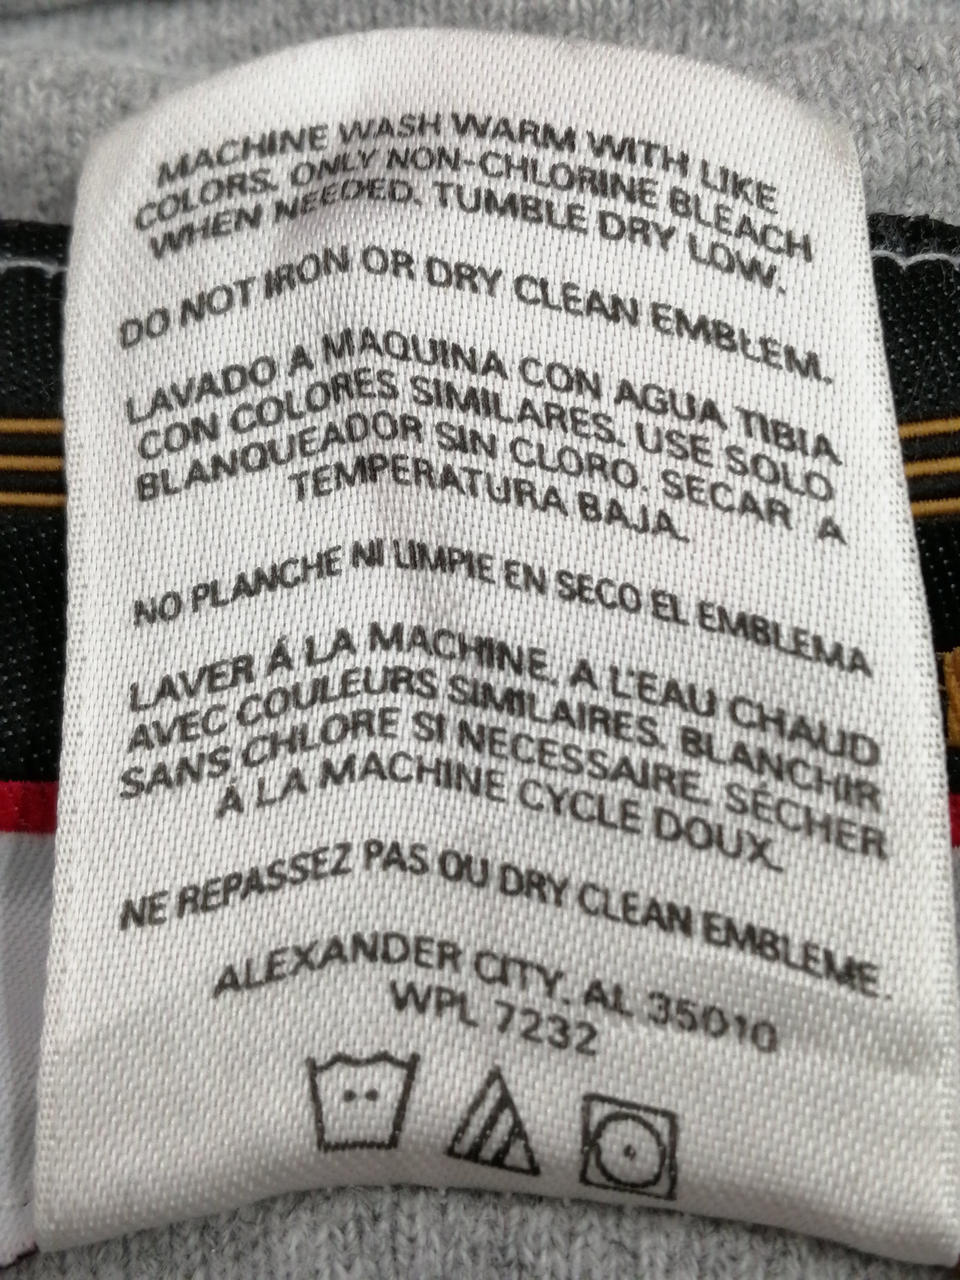 MACHINE WASH WARM WITH LIKE
COLORS. ONLY NON-CHLORINE BLEACH
WHEN NEEDED. TUMBLE DRY LOW.
DO NOT IRON OR DRY CLEAN EMBLEM.
LAVADO A MAQUINA CON AGUA TIBIA
CON COLORES SIMILARES. USE SOLO
BLANQUEADOR SIN CLORO. SECAR A
TEMPERATURA BAJA.
NO PLANCHE NI LIMPIE EN SECO EL EMBLEMA
LAVER Á LA MACHINE, A L'EAU CHAUD
AVEC COULEURS SIMILAIRES. BLANCHIR
SANS CHLORE SI NECESSAIRE. SÉCHER
Á LA MACHINE CYCLE DOUX.
NE REPASSEZ PAS OU DRY CLEAN EMBLEME.
ALEXANDER CITY, AL 35010
WPL 7232